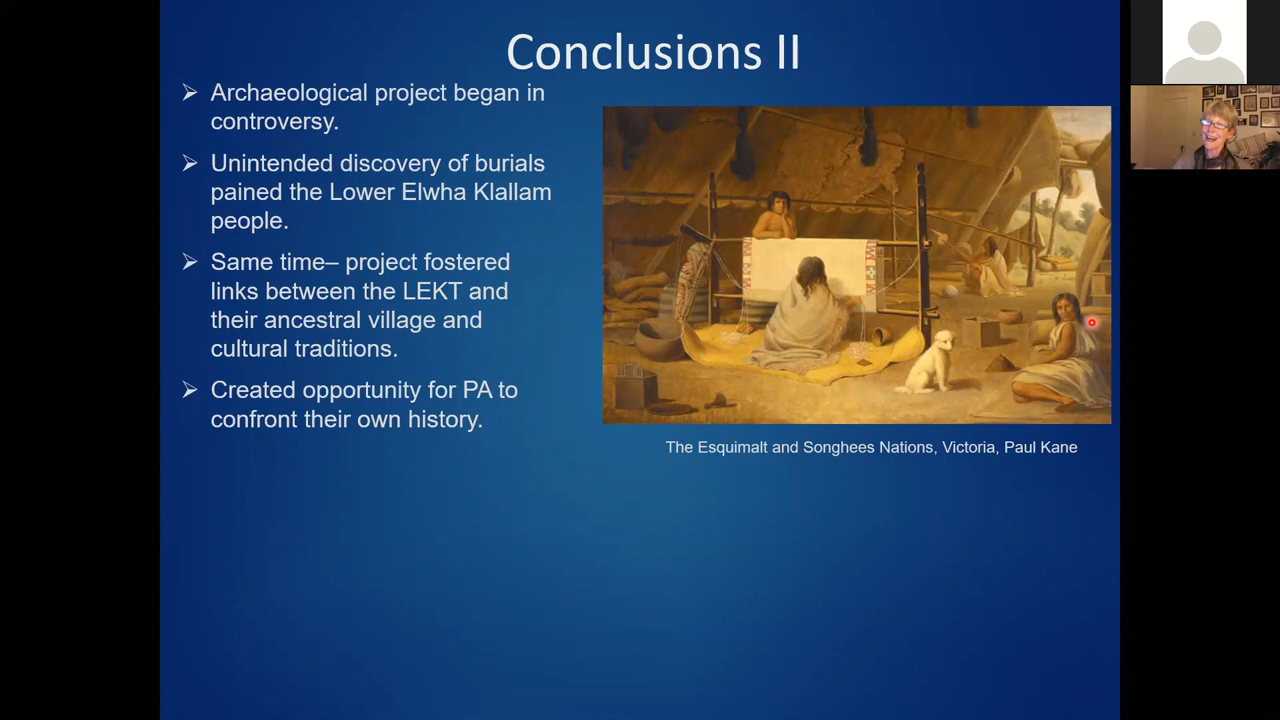 Conclusions II
➢ Archaeological project began in
controversy.
➢ Unintended discovery of burials
pained the Lower Elwha Klallam
people.
➢ Same time– project fostered
links between the LEKT and
their ancestral village and
cultural traditions.
➢ Created opportunity for PA to
confront their own history.
The Esquimalt and Songhees Nations, Victoria, Paul Kane